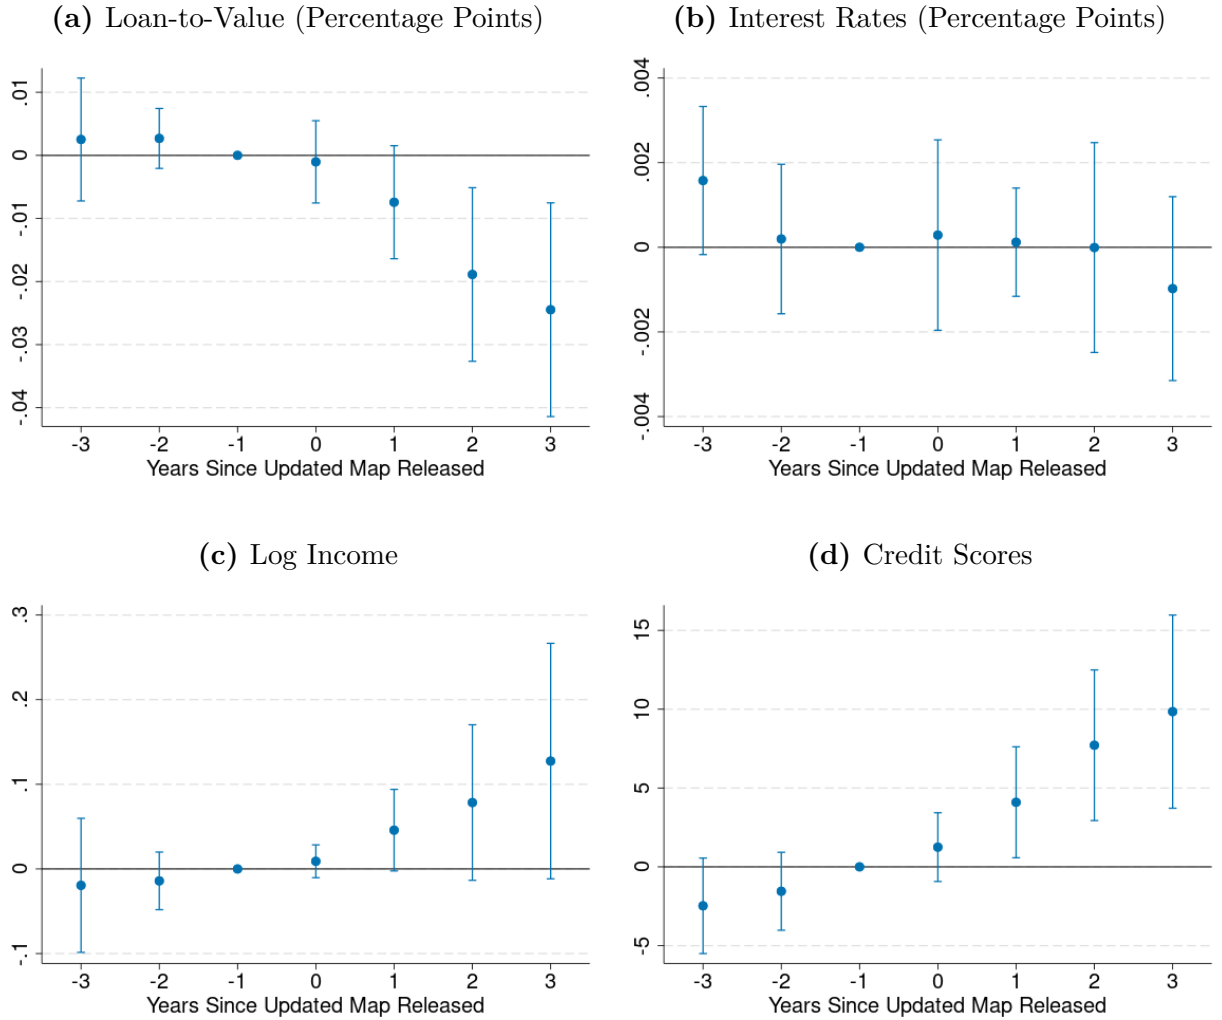 (a) Loan-to-Value (Percentage Points)
.01
0
-.01
-.02
-.03
-.04
-3 -2 -1 0 1 2 3
Years Since Updated Map Released
(b) Interest Rates (Percentage Points)
.004
.002
0
-.002
-.004
-3 -2 -1 0 1 2 3
Years Since Updated Map Released
(c) Log Income
.3
.2
.1
0
-.1
-3 -2 -1 0 1 2 3
Years Since Updated Map Released
(d) Credit Scores
15
10
5
0
-5
-3 -2 -1 0 1 2 3
Years Since Updated Map Released